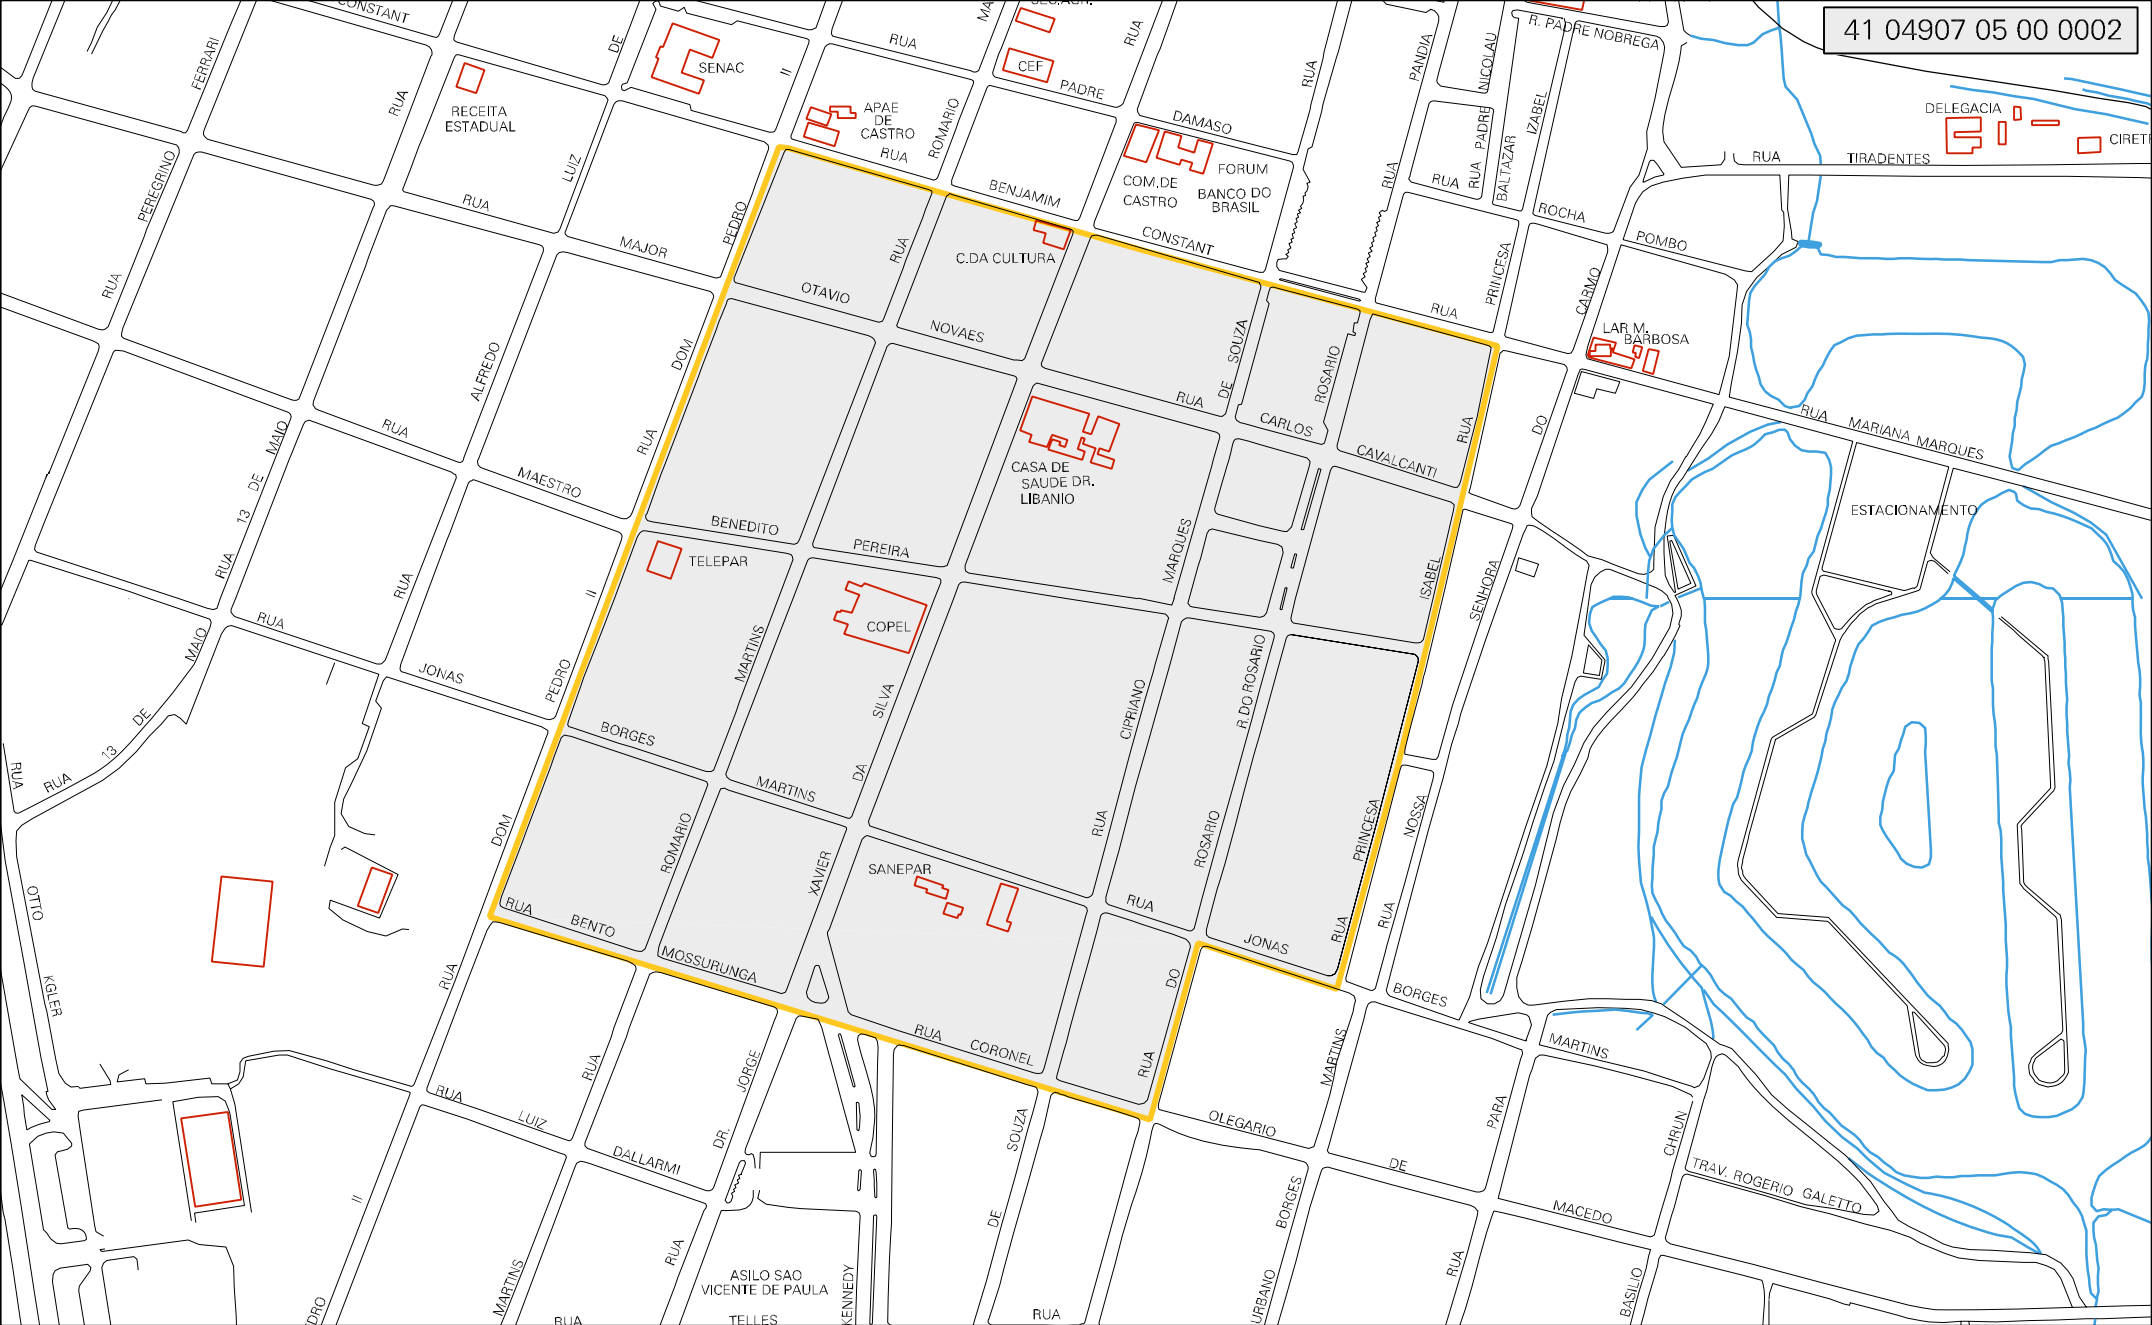 CONSTANT
SEC.AGR.
RUA
R. PADRE NOBREGA
41 04907 05 00 0002
FERRARI
DE
SENAC
II
RUA
CEF
RUA
PANDIA
NICOLAU
RUA
RECEITA
ESTADUAL
APAE
DE
CASTRO
ROMARIO
PADRE
DAMASO
RUA
PADRE
IZABEL
DELEGACIA
PEREGRINO
LUIZ
RUA
BENJAMIM
COM.DE
CASTRO
FORUM
BANCO DO
BRASIL
RUA
RUA
RUA
BALTAZAR
ROCHA
RUA
TIRADENTES
RUA
MAJOR
PEDRO
RUA
C.DA CULTURA
CONSTANT
PRINCESA
POMBO
RUA
OTAVIO
NOVAES
RUA
CARMO
LAR M.
BARBOSA
ALFREDO
DOM
SOUZA
DE
ROSARIO
RUA
CARLOS
CAVALCANTI
RUA
DO
RUA
MARIANA MARQUES
RUA
MAIO
DE
13
RUA
MAESTRO
RUA
BENEDITO
PEREIRA
CASA DE
SAUDE DR.
LIBANIO
MARQUES
ESTACIONAMENTO
RUA
RUA
II
TELEPAR
COPEL
ISABEL
SENHORA
MAIO
DE
13
RUA
RUA
JONAS
PEDRO
MARTINS
SILVA
CIPRIANO
R.DO ROSARIO
BORGES
MARTINS
DA
RUA
DOM
ROMARIO
XAVIER
SANEPAR
RUA
ROSARIO
PRINCESA
NOSSA
OTTO
KGLER
RUA
BENTO
MOSSURUNGA
RUA
JONAS
RUA
RUA
BORGES
MARTINS
RUA
RUA
CORONEL
DO
RUA
RUA
LUIZ
DALLARMI
RUA
JORGE
DR.
SOUZA
DE
OLEGARIO
DE
MACEDO
MARTINS
BORGES
PARA
CHRUN
TRAV. ROGERIO GALETTO
II
MARTINS
RUA
RUA
ASILO SAO
VICENTE DE PAULA
TELLES
KENNEDY
RUA
URBANO
RUA
BASILIO